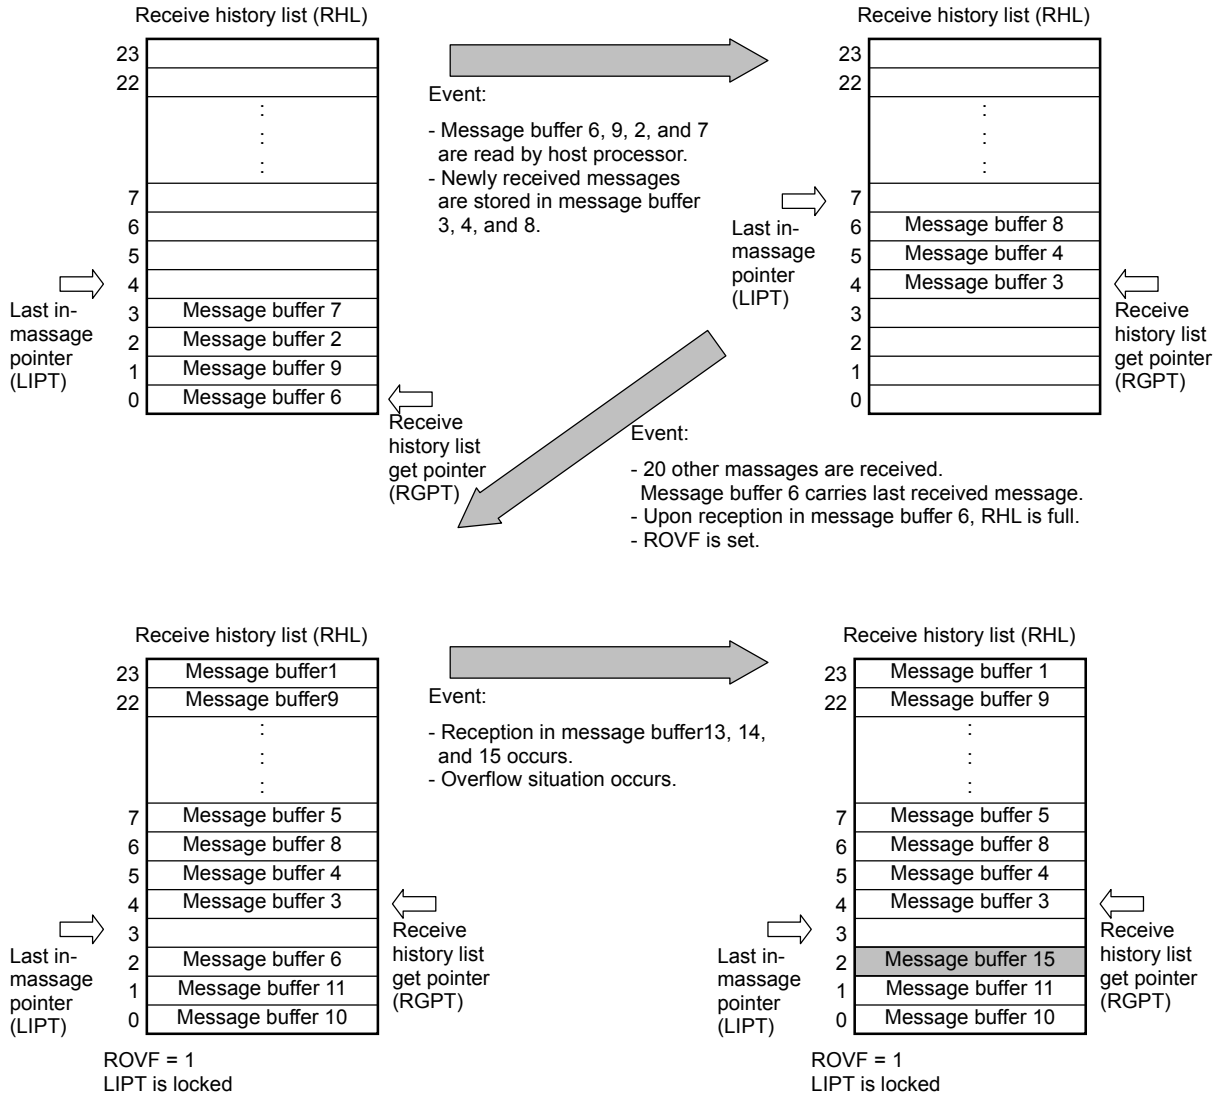 Receive history list (RHL)
23
22
:
:
:
7
6
5
4
3 Message buffer 7
2 Message buffer 2
1 Message buffer 9
0 Message buffer 6
Last in-
massage
pointer
(LIPT)
Receive
history list
get pointer
(RGPT)
Event:
- Message buffer 6, 9, 2, and 7
are read by host processor.
- Newly received messages
are stored in message buffer
3, 4, and 8.
Receive history list (RHL)
23
22
:
:
:
7
6 Message buffer 8
5 Message buffer 4
4 Message buffer 3
3
2
1
0
Last in-
massage
pointer
(LIPT)
Receive
history list
get pointer
(RGPT)
Event:
- 20 other massages are received.
Message buffer 6 carries last received message.
- Upon reception in message buffer 6, RHL is full.
- ROVF is set.
Receive history list (RHL)
23 Message buffer1
22 Message buffer9
:
:
:
7 Message buffer 5
6 Message buffer 8
5 Message buffer 4
4 Message buffer 3
3
2 Message buffer 6
1 Message buffer 11
0 Message buffer 10
Last in-
massage
pointer
(LIPT)
Receive
history list
get pointer
(RGPT)
ROVF = 1
LIPT is locked
Event:
- Reception in message buffer13, 14,
and 15 occurs.
- Overflow situation occurs.
Receive history list (RHL)
23 Message buffer 1
22 Message buffer 9
:
:
:
7 Message buffer 5
6 Message buffer 8
5 Message buffer 4
4 Message buffer 3
3
2 Message buffer 15
1 Message buffer 11
0 Message buffer 10
Last in-
massage
pointer
(LIPT)
Receive
history list
get pointer
(RGPT)
ROVF = 1
LIPT is locked